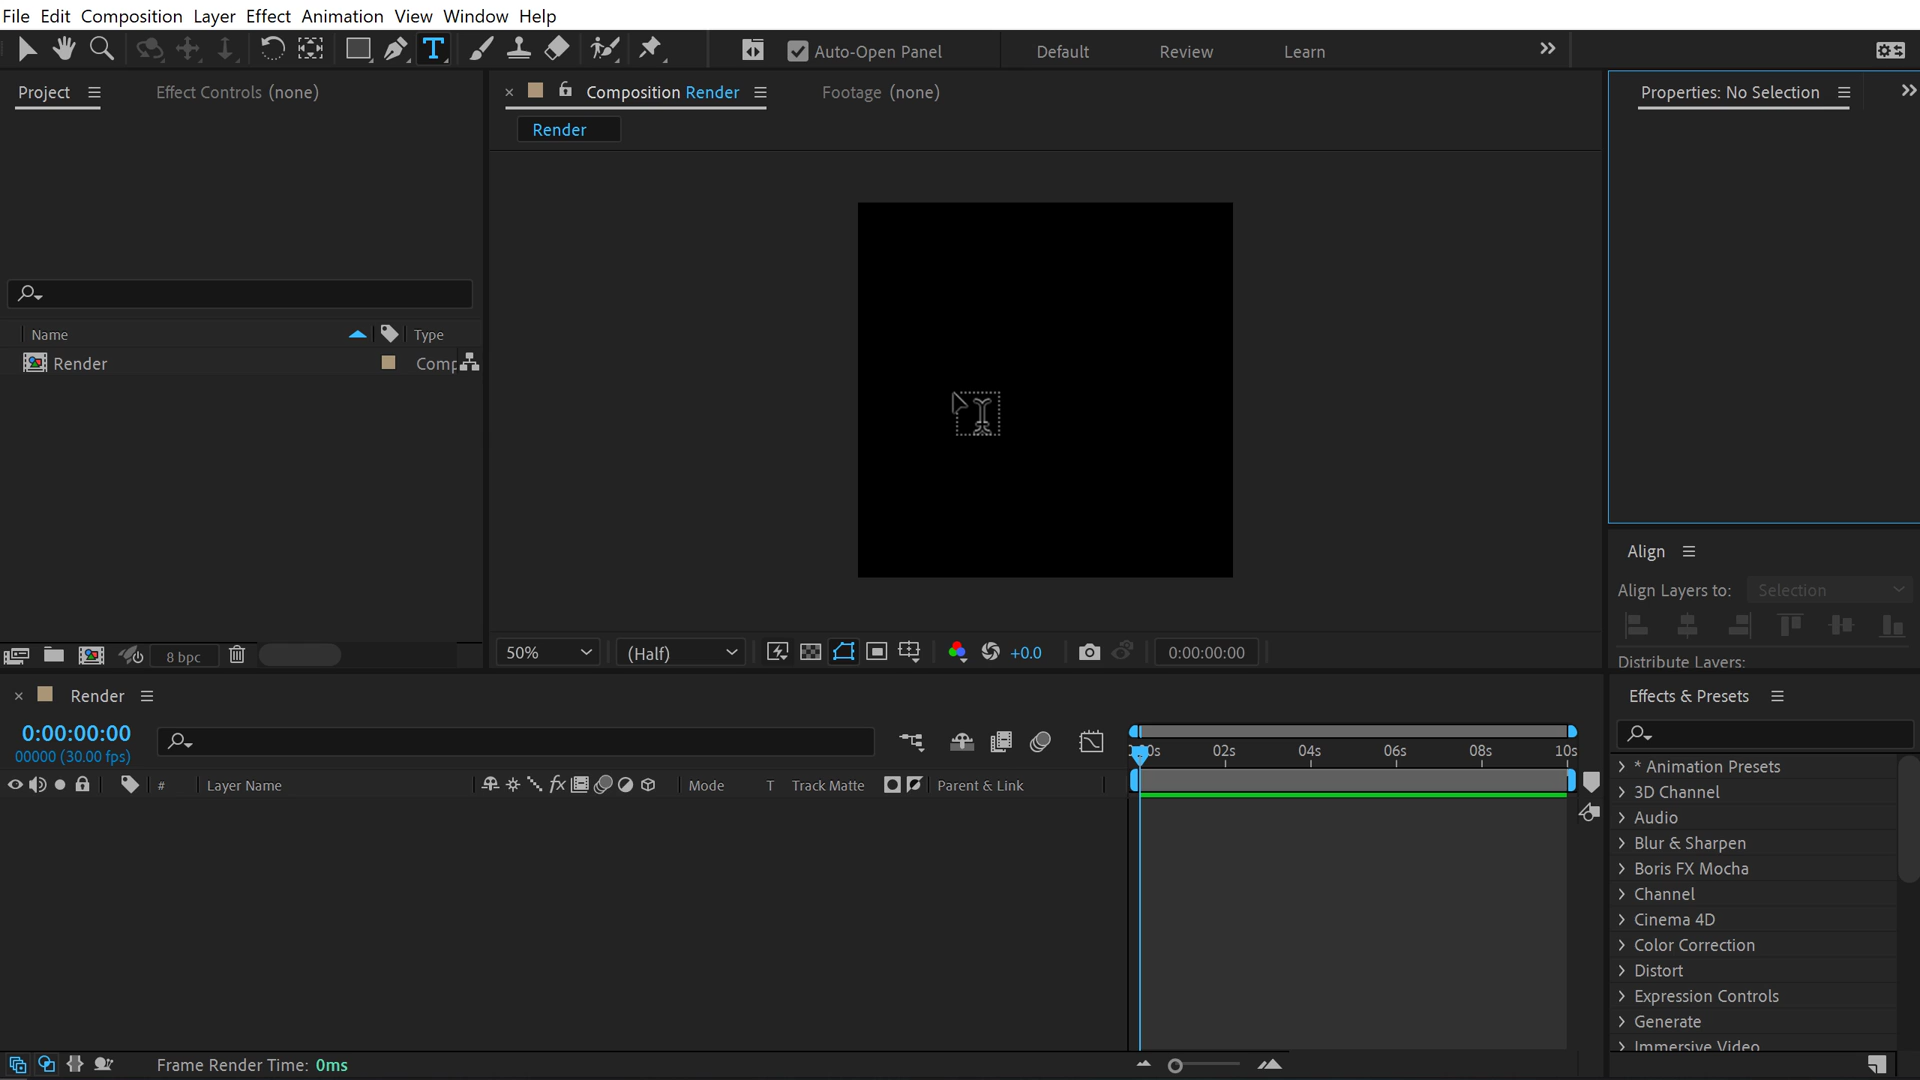 File Edit Composition Layer Effect Animation View Window Help
T Auto-Open Panel Default Review Learn
Project Effect Controls (none)
Composition Render Footage (none)
Properties: No Selection
Render
Name Type
Render Comp
8 bpc
50% (Half) +0.0 0:00:00:00
Align
Align Layers to: Selection
Distribute Layers:
Render
0:00:00:00
00000 (30.00 fps)
02s 04s 06s 08s 10s
# Layer Name fx Mode T Track Matte Parent & Link
Effects & Presets
* Animation Presets
3D Channel
Audio
Blur & Sharpen
Boris FX Mocha
Channel
Cinema 4D
Color Correction
Distort
Expression Controls
Generate
Immersive Video
Frame Render Time: 0ms